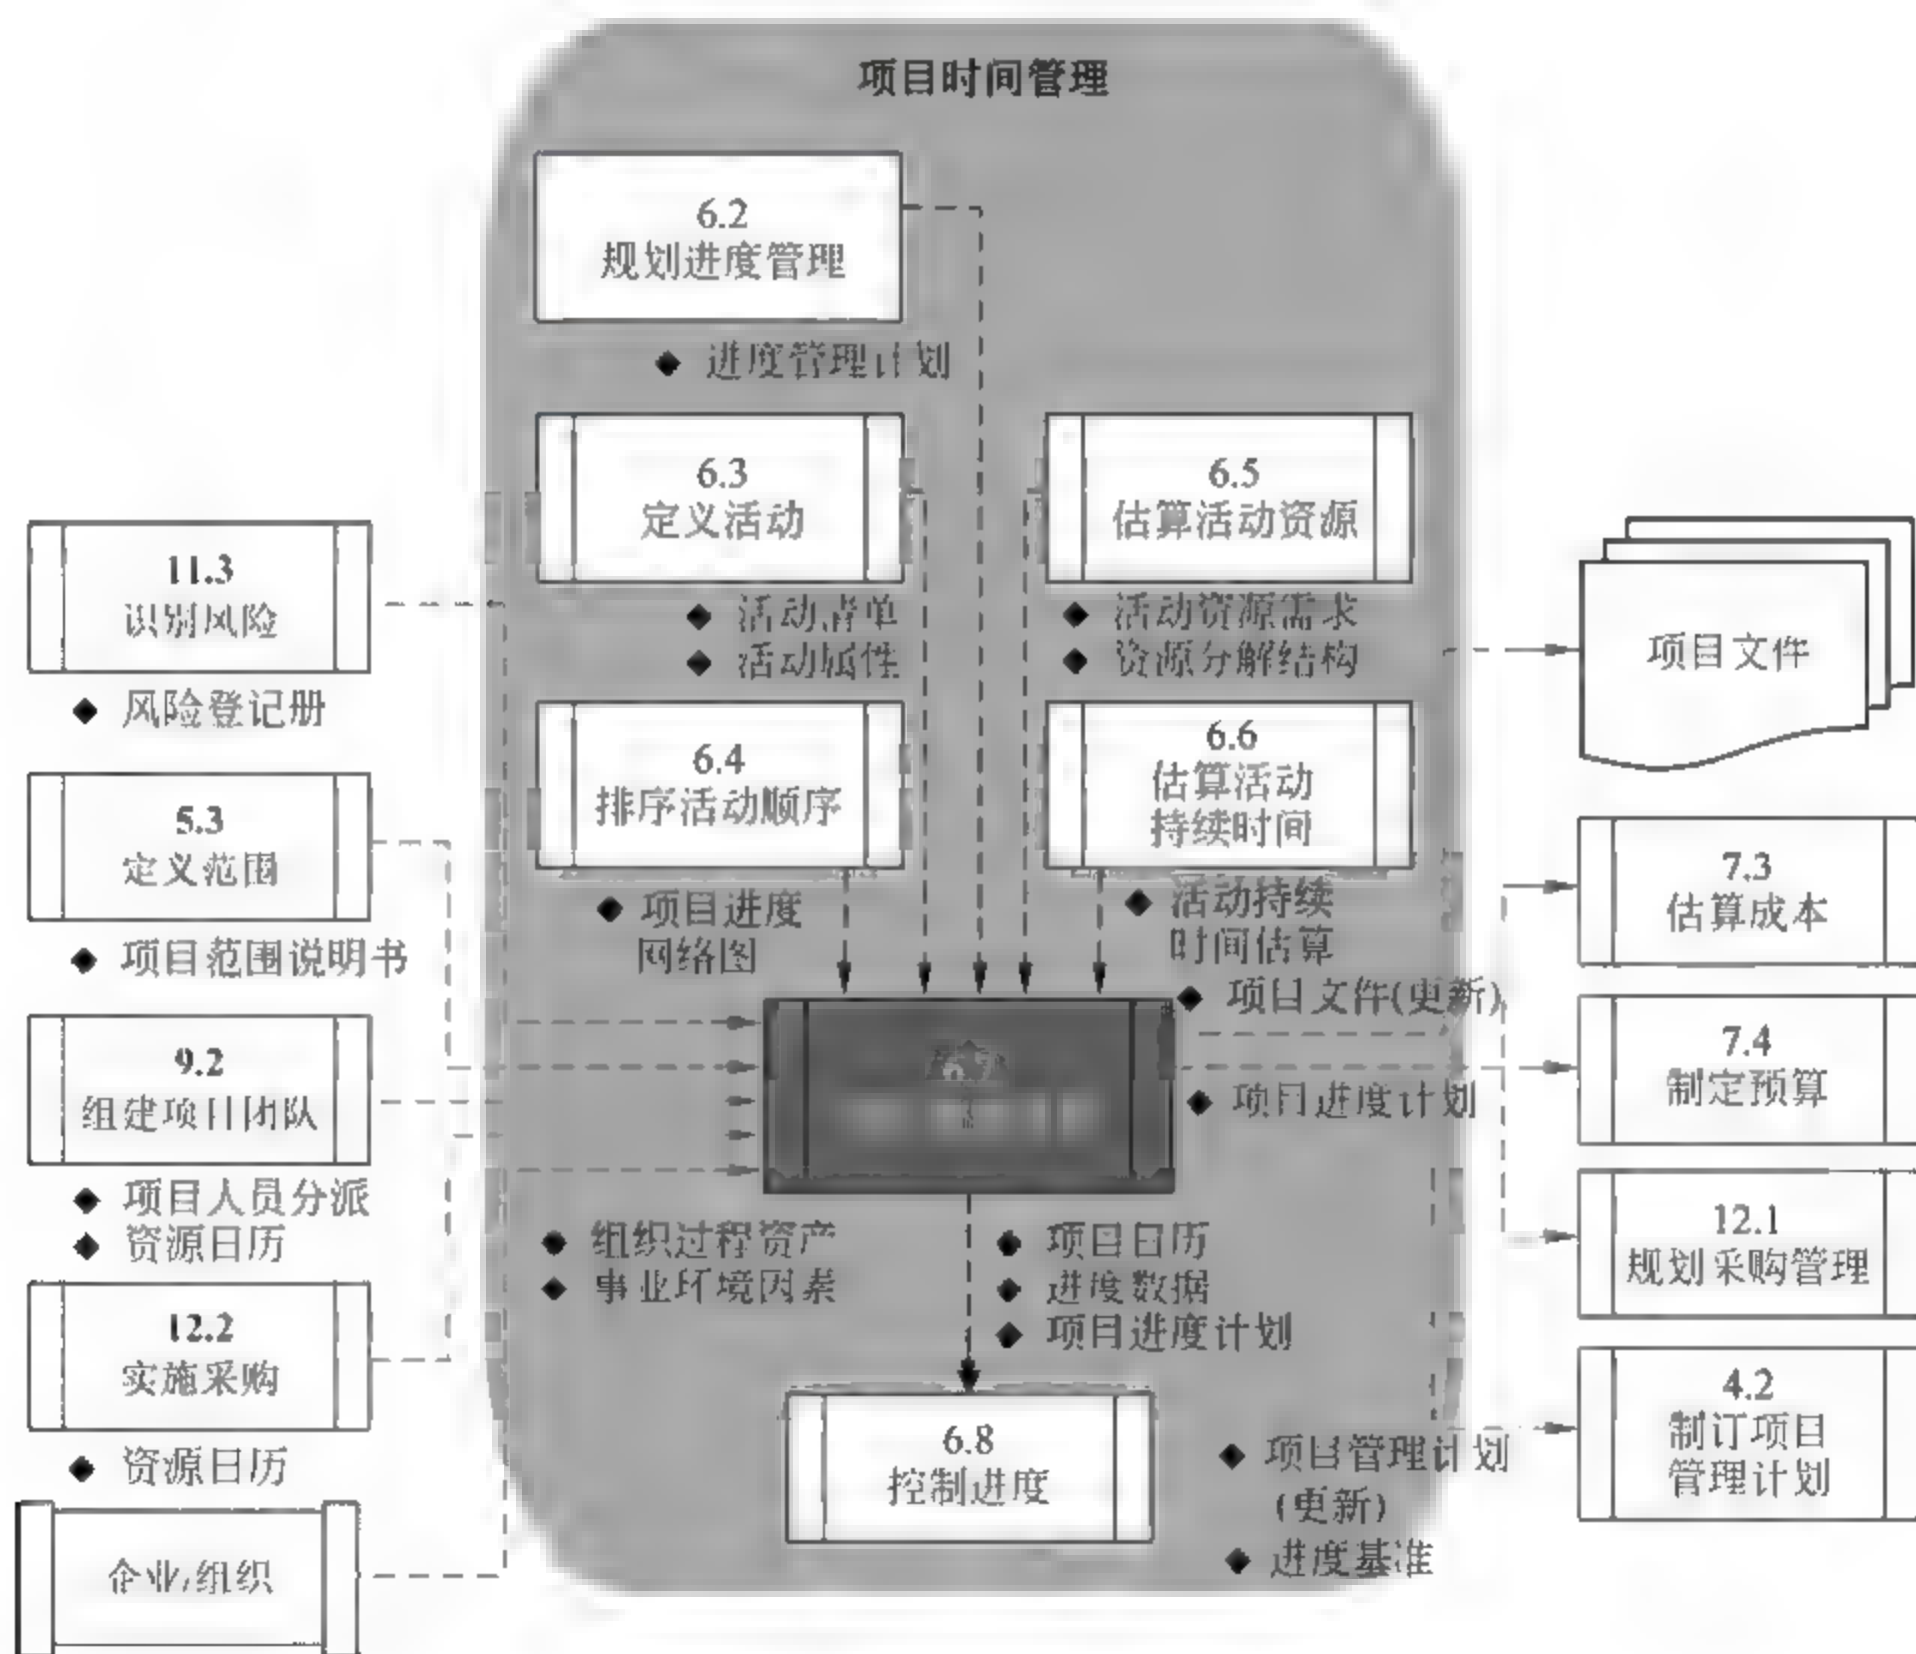 项目时间管理
6.2
规划进度管理
◆ 进度管理计划
6.3
定义活动
◆ 活动清单
◆ 活动属性
6.5
估算活动资源
◆ 活动资源需求
◆ 资源分解结构
6.4
排序活动顺序
◆ 项目进度
网络图
6.6
估算活动
持续时间
◆ 活动持续
时间估算
11.3
识别风险
◆ 风险登记册
5.3
定义范围
◆ 项目范围说明书
9.2
组建项目团队
◆ 项目人员分派
◆ 资源日历
12.2
实施采购
◆ 资源日历
企业/组织
◆ 组织过程资产
◆ 事业环境因素
◆ 项目文件(更新)
◆ 项目进度计划
◆ 项目日历
◆ 进度数据
◆ 项目进度计划
6.8
控制进度
◆ 项目管理计划
(更新)
◆ 进度基准
项目文件
7.3
估算成本
7.4
制定预算
12.1
规划采购管理
4.2
制订项目
管理计划